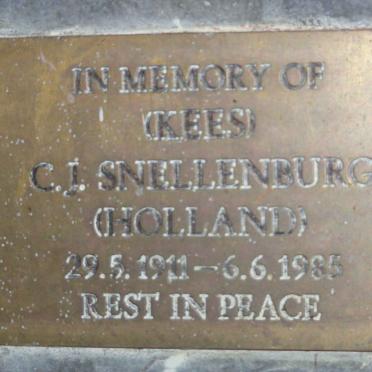 IN MEMORY OF
(KEES)
C.J. SNELLENBURG
(HOLLAND)
29.5.1911-6.6.1985
REST IN PEACE